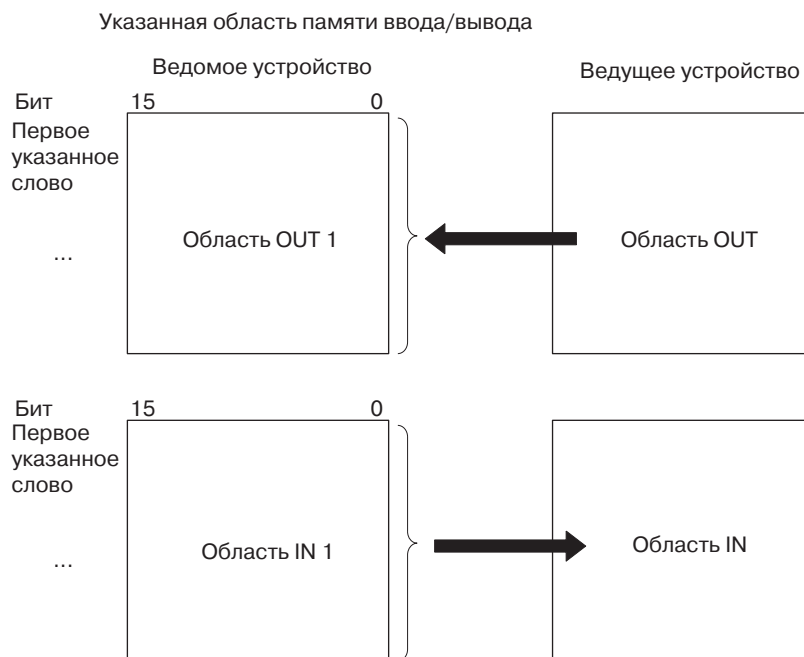 Указанная область памяти ввода/вывода
Ведомое устройство
Ведущее устройство
Бит 15 0
Первое
указанное
слово
...
Область OUT 1
Область OUT
Бит 15 0
Первое
указанное
слово
...
Область IN 1
Область IN